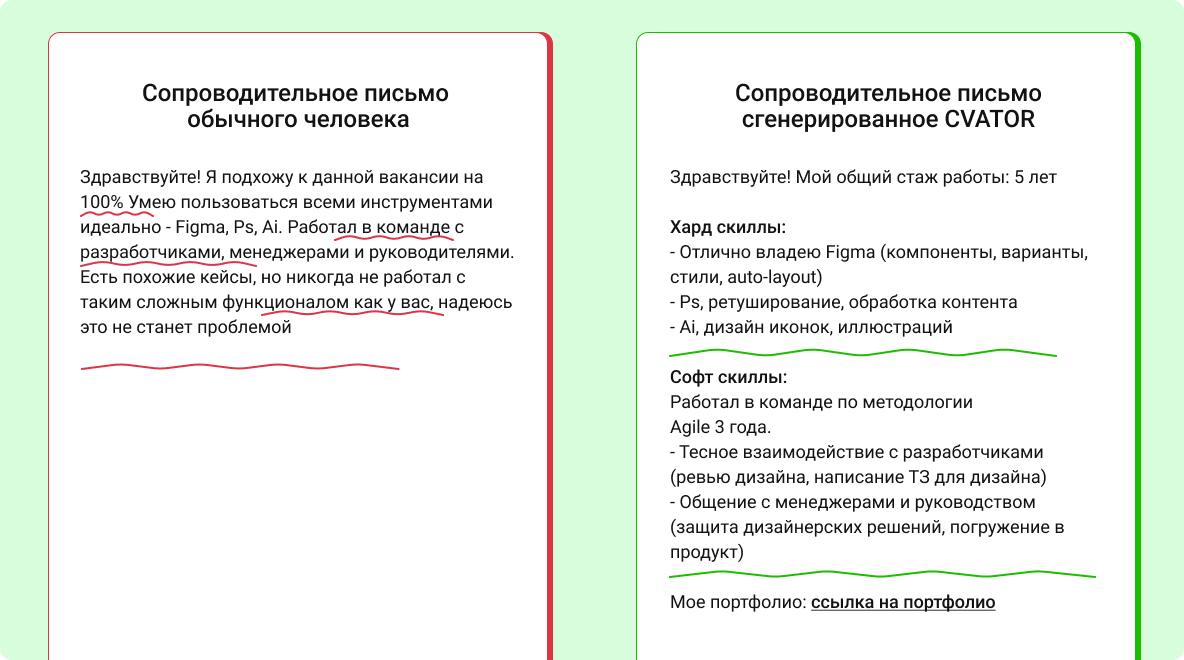 Сопроводительное письмо
обычного человека
Здравствуйте! Я подхожу к данной вакансии на
100% Умею пользоваться всеми инструментами
идеально - Figma, Ps, Ai. Работал в команде с
разработчиками, менеджерами и руководителями.
Есть похожие кейсы, но никогда не работал с
таким сложным функционалом как у вас, надеюсь
это не станет проблемой
Сопроводительное письмо
сгенерированное CVATOR
Здравствуйте! Мой общий стаж работы: 5 лет
Хард скиллы:
- Отлично владею Figma (компоненты, варианты,
стили, auto-layout)
- Ps, ретуширование, обработка контента
- Ai, дизайн иконок, иллюстраций
Софт скиллы:
Работал в команде по методологии
Agile 3 года.
- Тесное взаимодействие с разработчиками
(ревью дизайна, написание ТЗ для дизайна)
- Общение с менеджерами и руководством
(защита дизайнерских решений, погружение в
продукт)
Мое портфолио: ссылка на портфолио